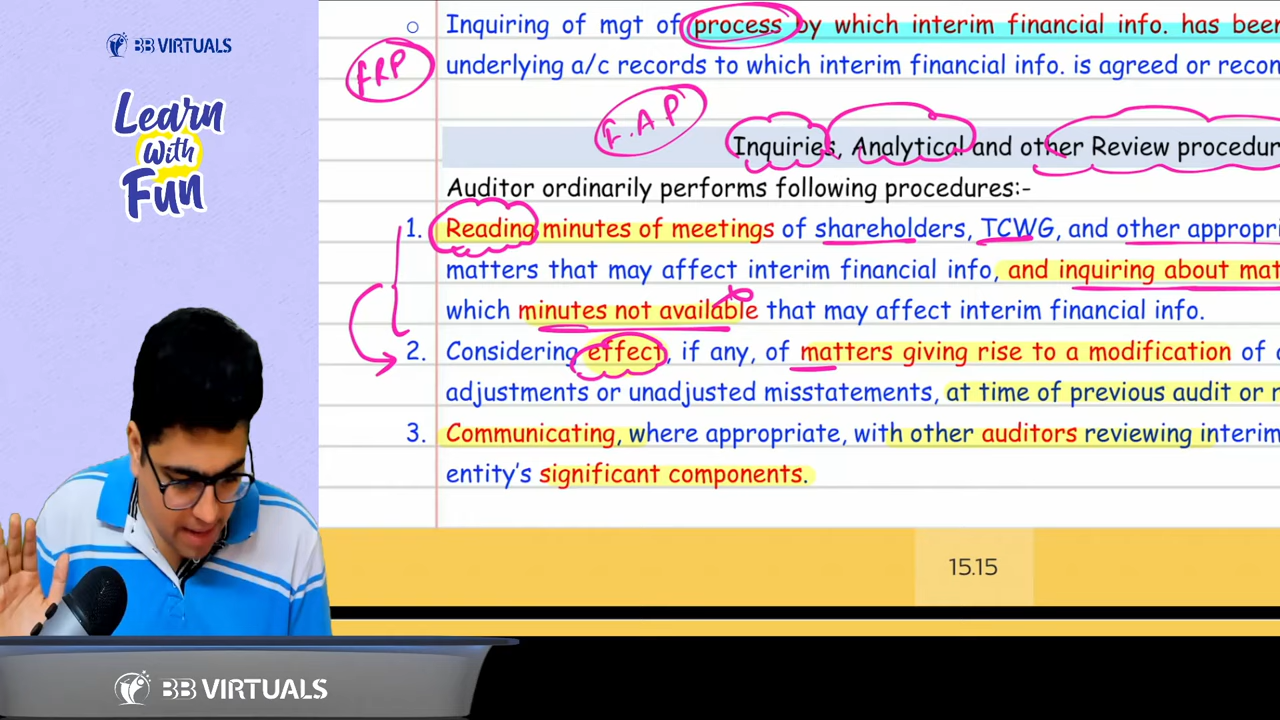 BB VIRTUALS
Learn
With
Fun
o Inquiring of mgt of process by which interim financial info. has been
FRP
underlying a/c records to which interim financial info. is agreed or recon
F.A.P
Inquiries, Analytical and other Review procedur
Auditor ordinarily performs following procedures:-
1. Reading minutes of meetings of shareholders, TCWG, and other appropri
matters that may affect interim financial info, and inquiring about mat
which minutes not available that may affect interim financial info.
2. Considering effect, if any, of matters giving rise to a modification of
adjustments or unadjusted misstatements, at time of previous audit or
3. Communicating, where appropriate, with other auditors reviewing interim
entity's significant components.
15.15
BB VIRTUALS